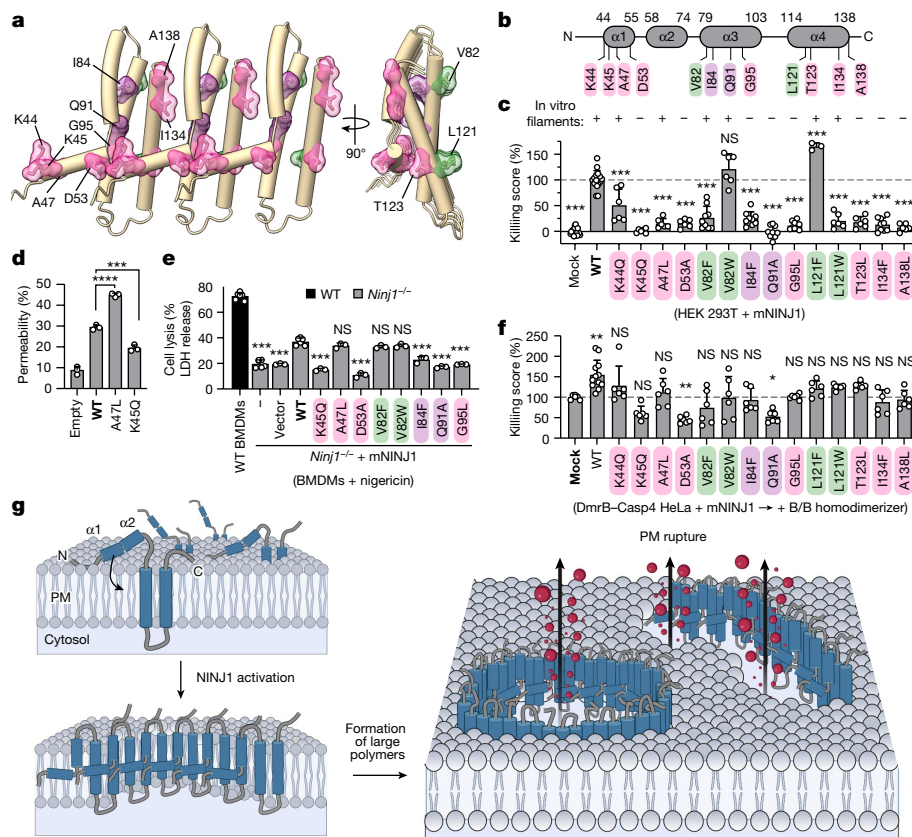 a
I84
A138
Q91
G95
K45
K44
A47
D53
I134
90°
V82
L121
T123
b
44 55 58 74 79 103 114 138
N α1 α2 α3 α4 C
K44 K45 A47 D53 V82 I84 Q91 G95 L121 T123 I134 A138
c
In vitro
filaments: + + − + − + + − − − + − − − −
Killing score (%)
150
100
50
0
*** *** *** *** *** *** NS *** *** *** *** *** *** *** ***
Mock WT K44Q K45Q A47L D53A V82F V82W I84F Q91A G95L L121F L121W T123L I134F A138L
(HEK 293T + mNINJ1)
d
Permeability (%)
50
40
30
20
10
0
***
****
Empty WT A47L K45Q
e
Cell lysis (%
LDH release)
100
80
60
40
20
0
WT Ninj1−/−
*** *** *** NS *** NS NS *** *** ***
WT BMDMs − Vector WT K45Q A47L D53A V82F V82W I84F Q91A G95L
Ninj1−/− + mNINJ1
(BMDMs + nigericin)
f
Killing score (%)
200
150
100
50
0
** NS NS NS ** NS NS NS * NS NS NS NS NS NS
Mock WT K44Q K45Q A47L D53A V82F V82W I84F Q91A G95L L121F L121W T123L I134F A138L
(DmrB–Casp4 HeLa + mNINJ1 → + B/B homodimerizer)
g
α1 α2
N
C
PM
Cytosol
NINJ1 activation
Formation
of large
polymers
PM rupture